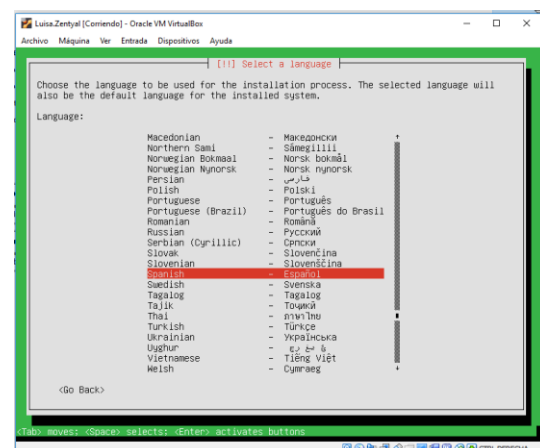 Luisa.Zentyal [Corriendo] - Oracle VM VirtualBox
Archivo Máquina Ver Entrada Dispositivos Ayuda
[!!] Select a language
Choose the language to be used for the installation process. The selected language will
also be the default language for the installed system.
Language:
Macedonian - Македонски
Northern Sami - Sámegillii
Norwegian Bokmaal - Norsk bokmål
Norwegian Nynorsk - Norsk nynorsk
Persian - فارسی
Polish - Polski
Portuguese - Português
Portuguese (Brazil) - Português do Brasil
Romanian - Română
Russian - Русский
Serbian (Cyrillic) - Српски
Slovak - Slovenčina
Slovenian - Slovenščina
Spanish - Español
Swedish - Svenska
Tagalog - Tagalog
Tajik - Тоҷикӣ
Thai - ภาษาไทย
Turkish - Türkçe
Ukrainian - Українська
Uyghur -
Vietnamese - Tiếng Việt
Welsh - Cymraeg
<Go Back>
<Tab> moves; <Space> selects; <Enter> activates buttons